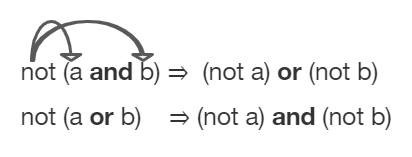 not (a and b) ⇒ (not a) or (not b)
not (a or b) ⇒ (not a) and (not b)